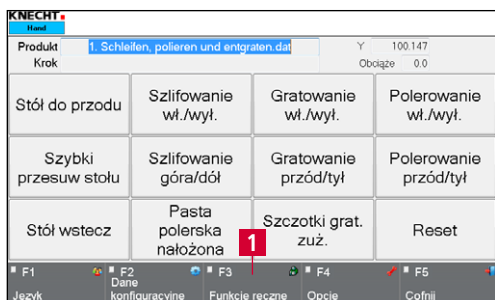 KNECHT
Hand
Produkt 1. Schleifen, polieren und entgraten.dat Y 100.147
Krok Obciąże 0.0
Stół do przodu
Szlifowanie
wł./wył.
Gratowanie
wł./wył.
Polerowanie
wł./wył.
Szybki
przesuw stołu
Szlifowanie
góra/dół
Gratowanie
przód/tył
Polerowanie
przód/tył
Stół wstecz
Pasta
polerska
nałożona
Szczotki grat.
zuż.
Reset
1
F1
Język
F2
Dane
konfiguracyjne
F3
Funkcje ręczne
F4
Opcje
F5
Cofnij